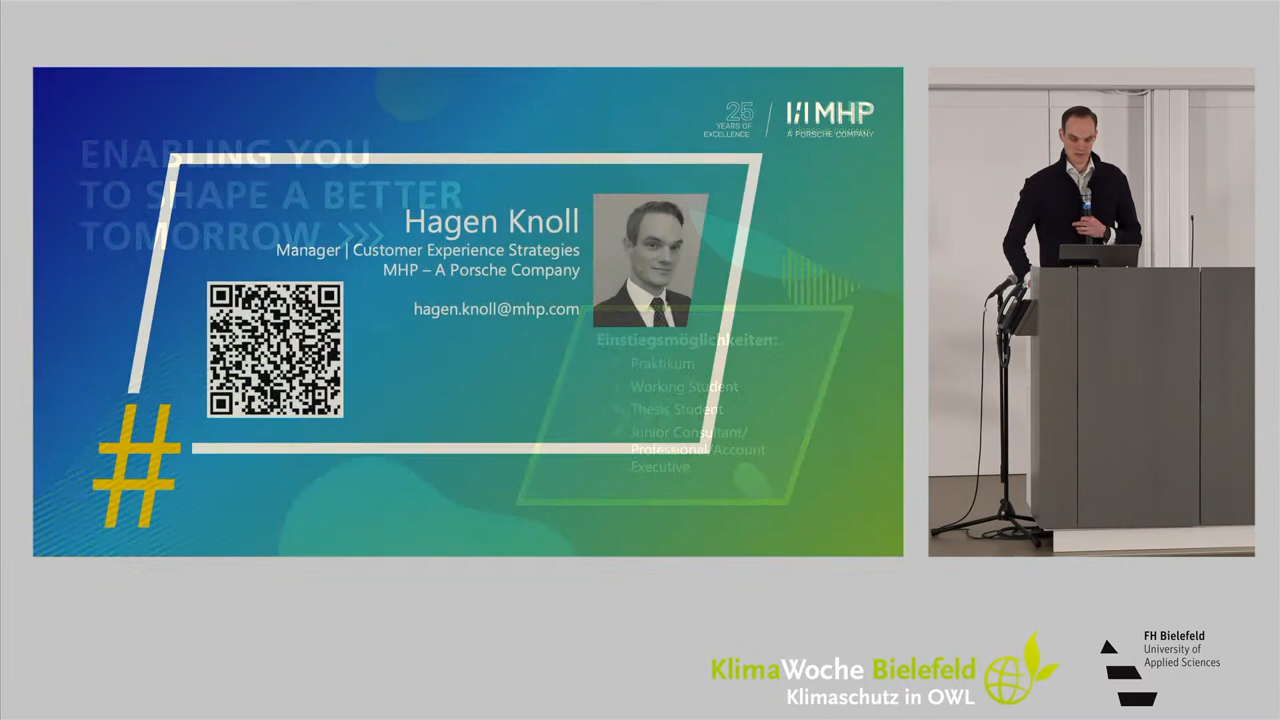 25
YEARS OF
EXCELLENCE
MHP
A PORSCHE COMPANY
ENABLING YOU
TO SHAPE A BETTER
TOMORROW
Hagen Knoll
Manager | Customer Experience Strategies
MHP – A Porsche Company
hagen.knoll@mhp.com
#
Einstiegsmöglichkeiten:
Praktikum
Working Student
Thesis Student
Junior Consultant/
Professional/Account
Executive
KlimaWoche Bielefeld
Klimaschutz in OWL
FH Bielefeld
University of
Applied Sciences